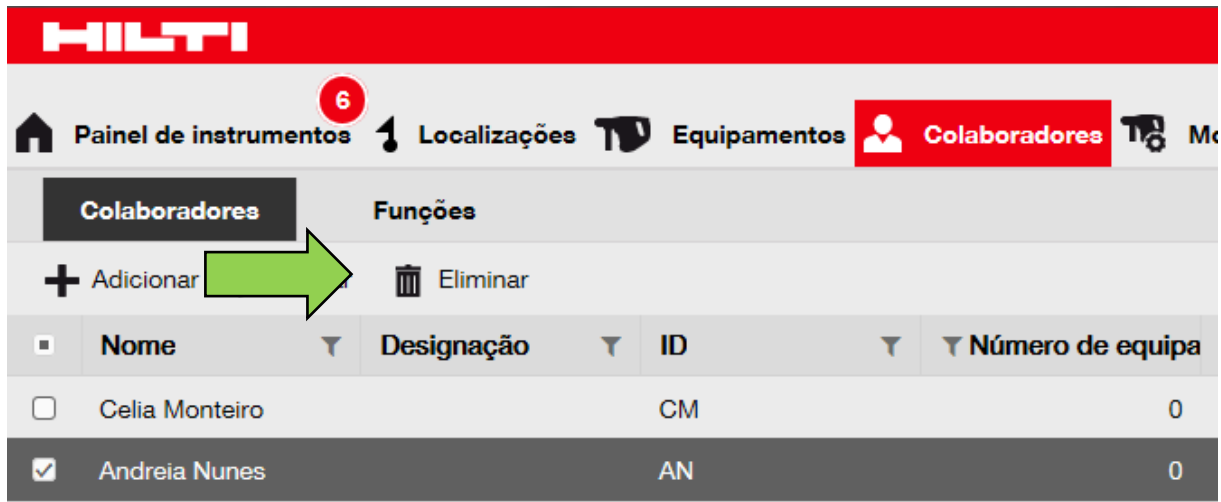 HILTI
6
Painel de instrumentos Localizações Equipamentos Colaboradores
Colaboradores Funções
Adicionar Eliminar
Nome Designação ID Número de equipa
Celia Monteiro CM 0
Andreia Nunes AN 0